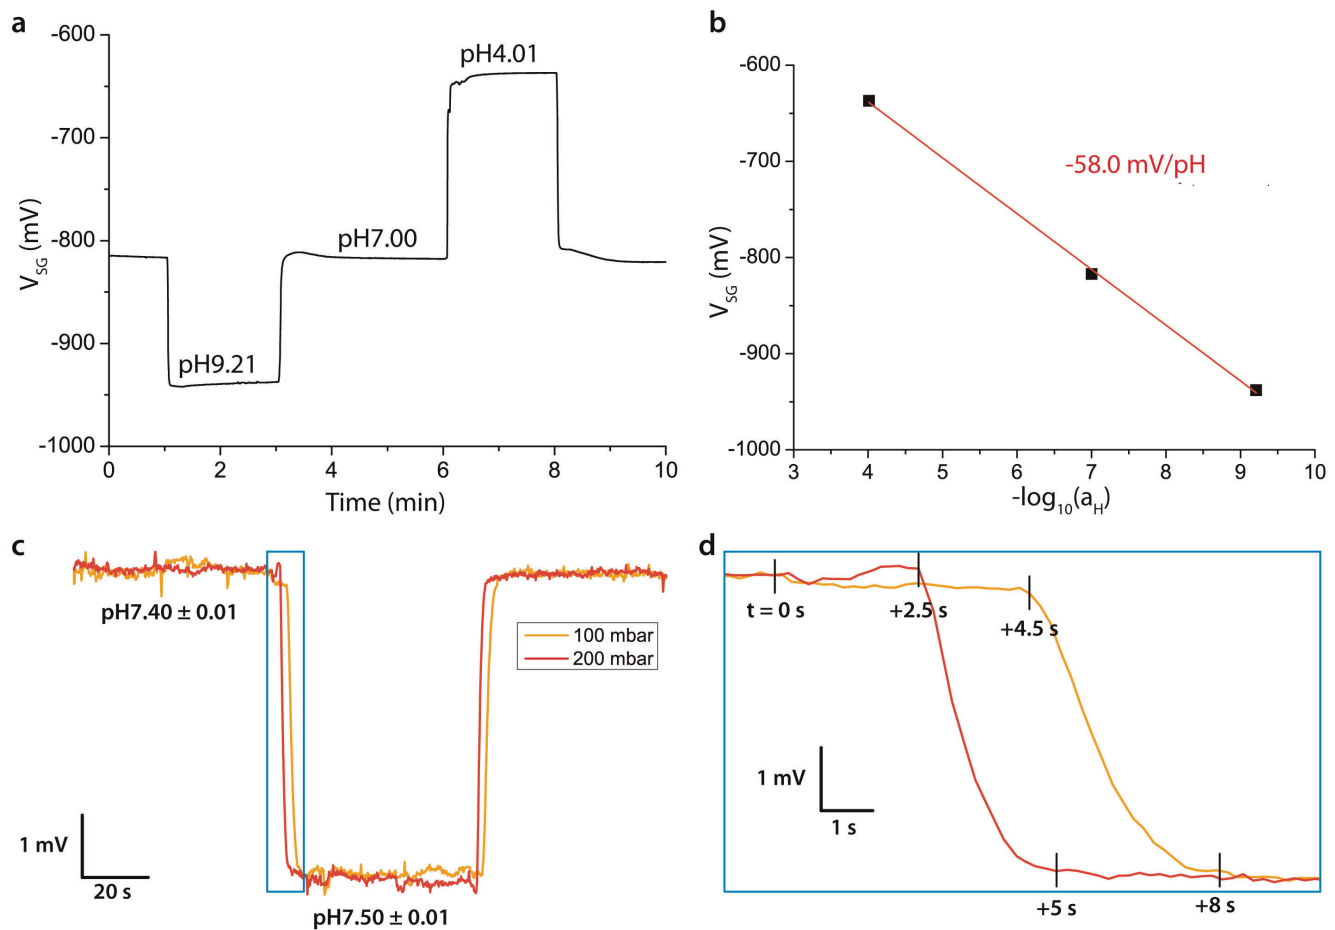 a
-600
-700
-800
-900
-1000
V_SG (mV)
pH4.01
pH7.00
pH9.21
0 2 4 6 8 10
Time (min)
b
-600
-700
-800
-900
-1000
V_SG (mV)
-58.0 mV/pH
3 4 5 6 7 8 9 10
-log₁₀(a_H)
c
pH7.40 ± 0.01
100 mbar
200 mbar
1 mV
20 s
pH7.50 ± 0.01
d
t = 0 s
+2.5 s
+4.5 s
1 mV
1 s
+5 s
+8 s